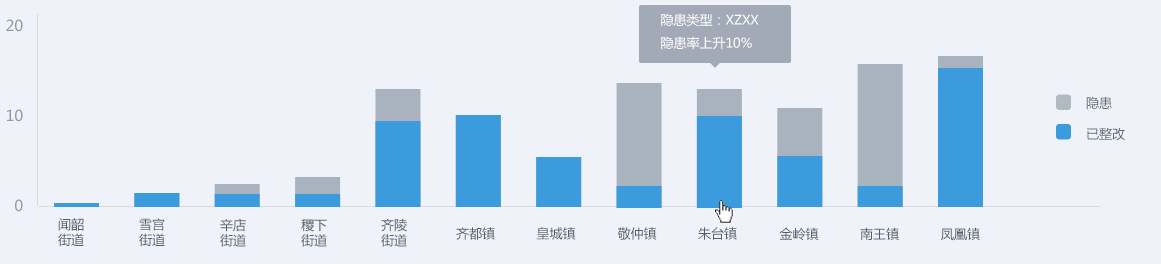 隐患类型：XZXX
隐患率上升10%
20
10
0
隐患
已整改
闻韶
街道
雪宫
街道
辛店
街道
稷下
街道
齐陵
街道
齐都镇
皇城镇
敬仲镇
朱台镇
金岭镇
南王镇
凤凰镇